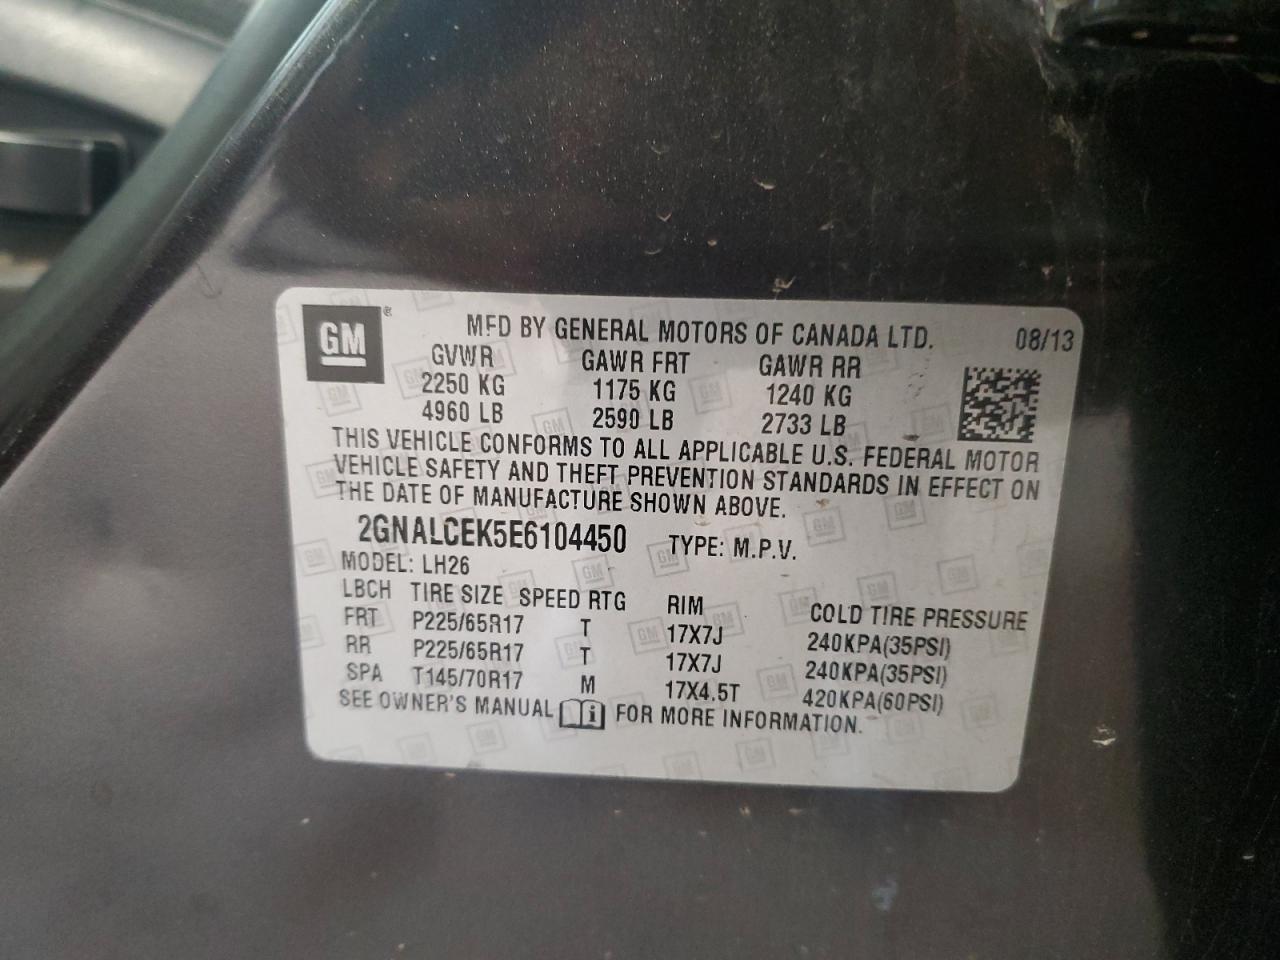 GM®
MFD BY GENERAL MOTORS OF CANADA LTD. 08/13
GVWR GAWR FRT GAWR RR
2250 KG 1175 KG 1240 KG
4960 LB 2590 LB 2733 LB
THIS VEHICLE CONFORMS TO ALL APPLICABLE U.S. FEDERAL MOTOR
VEHICLE SAFETY AND THEFT PREVENTION STANDARDS IN EFFECT ON
THE DATE OF MANUFACTURE SHOWN ABOVE.
2GNALCEK5E6104450 TYPE: M.P.V.
MODEL: LH26
LBCH TIRE SIZE SPEED RTG RIM COLD TIRE PRESSURE
FRT P225/65R17 T 17X7J 240KPA(35PSI)
RR P225/65R17 T 17X7J 240KPA(35PSI)
SPA T145/70R17 M 17X4.5T 420KPA(60PSI)
SEE OWNER'S MANUAL i FOR MORE INFORMATION.